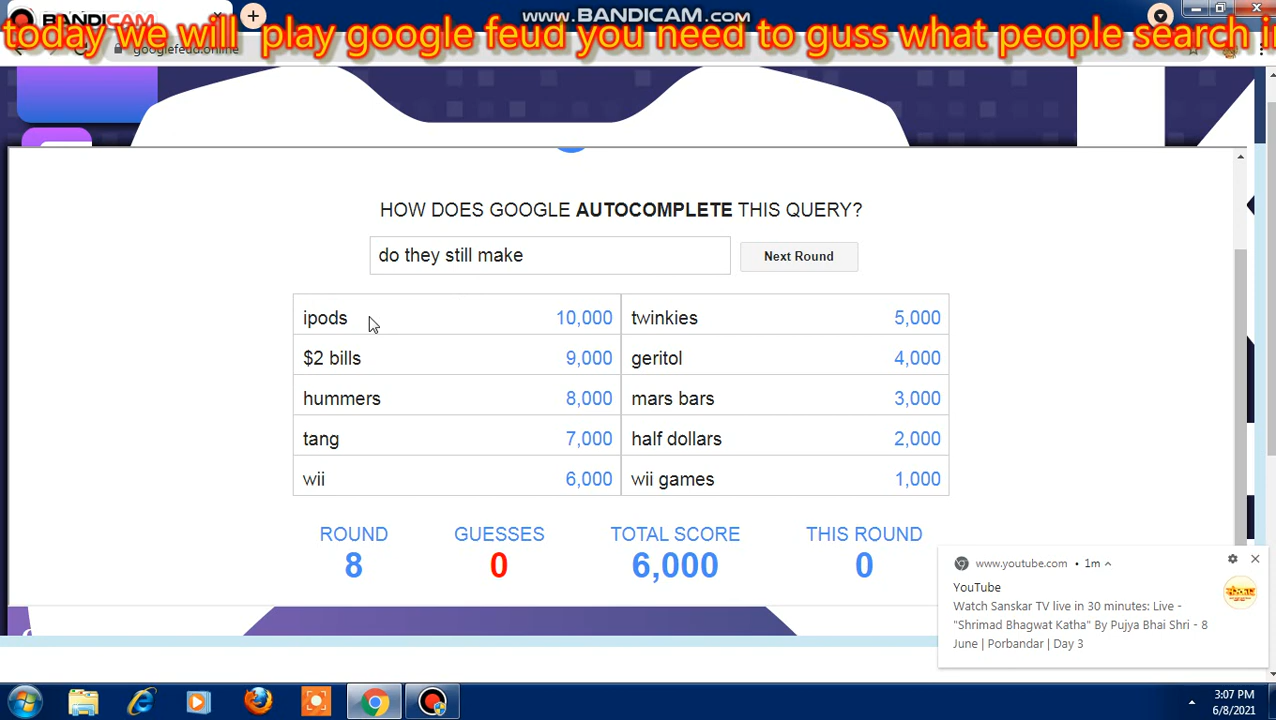 BANDICAM
www.BANDICAM.com
today we will play google feud you need to guss what people search i
googlefeud.online
HOW DOES GOOGLE AUTOCOMPLETE THIS QUERY?
do they still make
Next Round
ipods 10,000 twinkies 5,000
$2 bills 9,000 geritol 4,000
hummers 8,000 mars bars 3,000
tang 7,000 half dollars 2,000
wii 6,000 wii games 1,000
ROUND GUESSES TOTAL SCORE THIS ROUND
8 0 6,000 0
www.youtube.com • 1m
YouTube
Watch Sanskar TV live in 30 minutes: Live -
"Shrimad Bhagwat Katha" By Pujya Bhai Shri - 8
June | Porbandar | Day 3
3:07 PM
6/8/2021